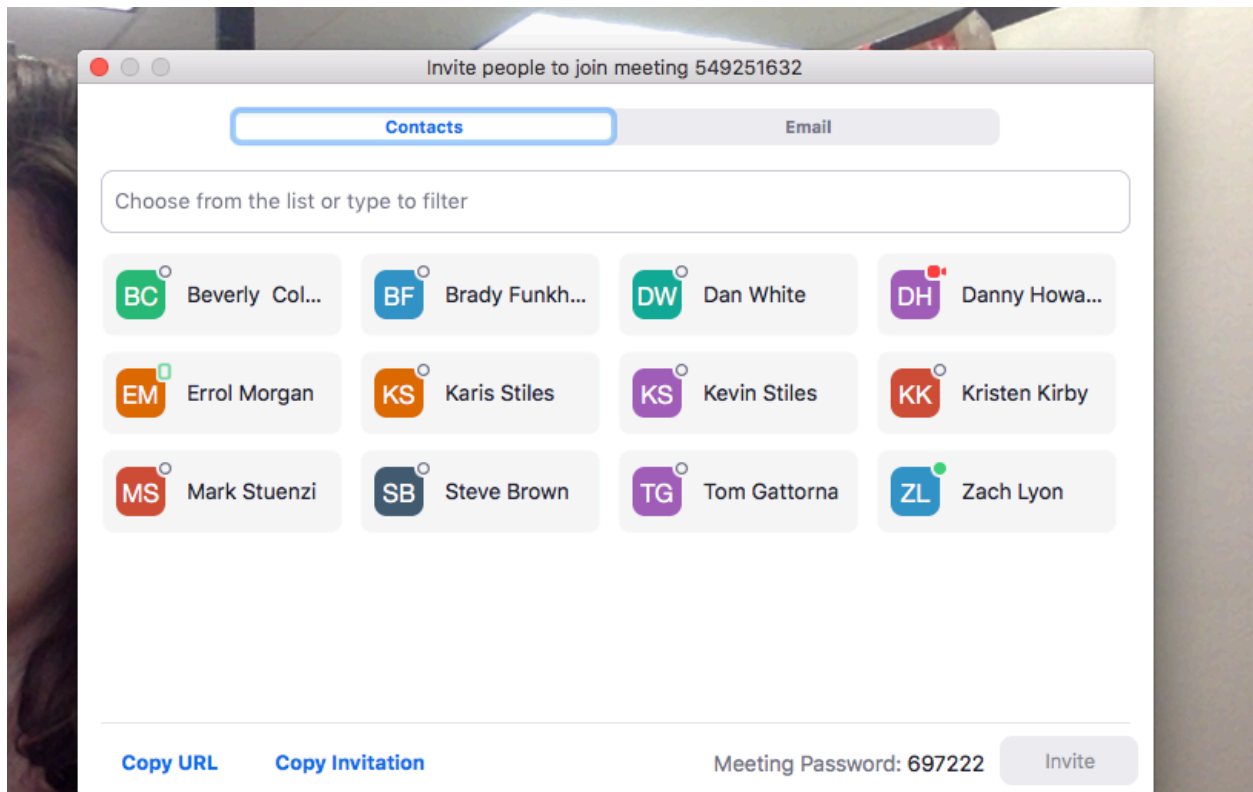 Invite people to join meeting 549251632
Contacts Email
Choose from the list or type to filter
BC Beverly Col... BF Brady Funkh... DW Dan White DH Danny Howa...
EM Errol Morgan KS Karis Stiles KS Kevin Stiles KK Kristen Kirby
MS Mark Stuenzi SB Steve Brown TG Tom Gattorna ZL Zach Lyon
Copy URL Copy Invitation Meeting Password: 697222 Invite